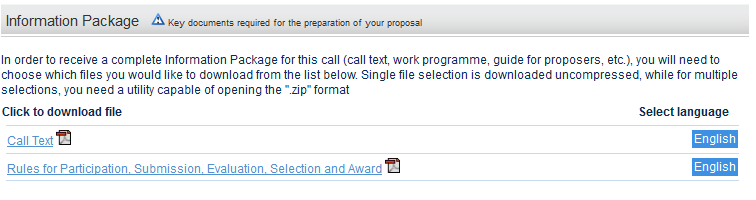 Information Package Key documents required for the preparation of your proposal
In order to receive a complete Information Package for this call (call text, work programme, guide for proposers, etc.), you will need to
choose which files you would like to download from the list below. Single file selection is downloaded uncompressed, while for multiple
selections, you need a utility capable of opening the ".zip" format
Click to download file Select language
Call Text English
Rules for Participation, Submission, Evaluation, Selection and Award English